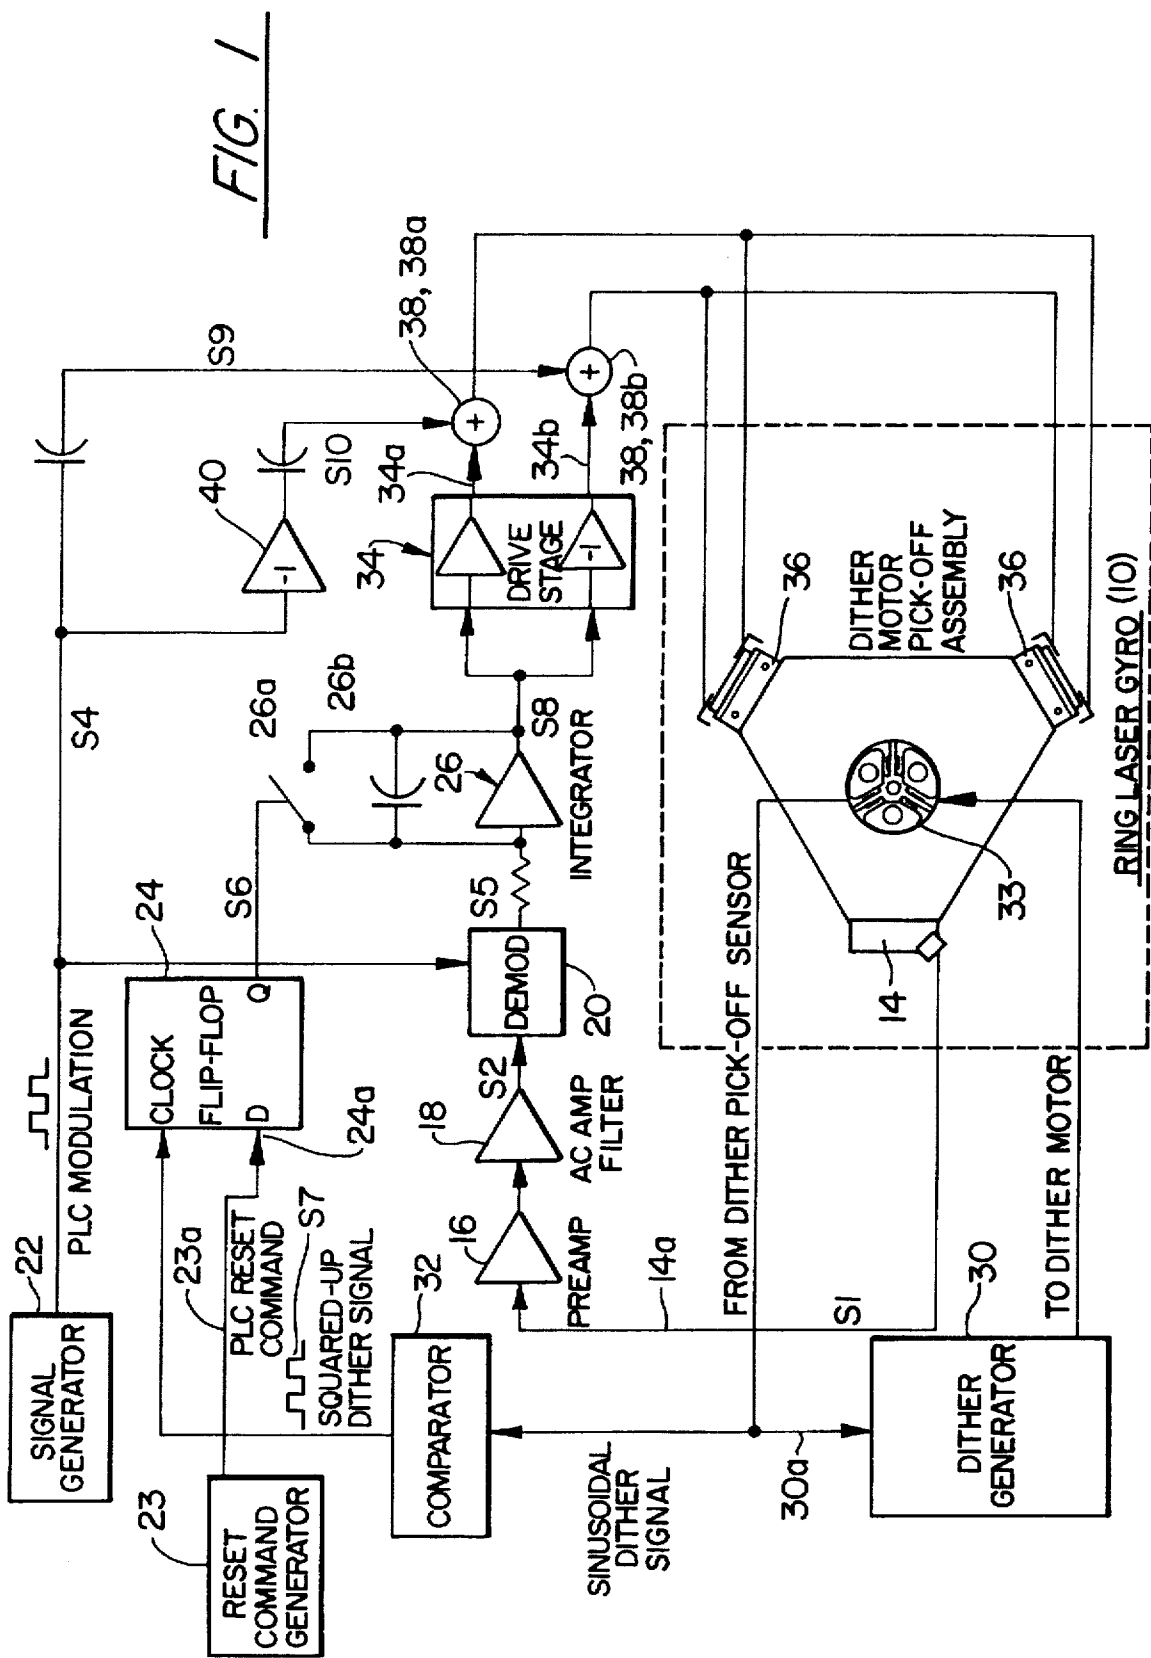 FIG. 1
SIGNAL
GENERATOR
22
PLC MODULATION
S4
S9
40
-1
S10
23
RESET
COMMAND
GENERATOR
23a
PLC RESET
COMMAND
S7
SQUARED-UP
DITHER SIGNAL
24
CLOCK
FLIP-FLOP
D
Q
24a
S6
26a
26b
32
COMPARATOR
16
PREAMP
18
AC AMP
FILTER
S2
DEMOD
20
S5
26
INTEGRATOR
S8
34
DRIVE
STAGE
-1
34a
34b
+
38, 38a
+
38, 38b
SINUSOIDAL
DITHER
SIGNAL
30a
14a
S1
FROM DITHER PICK-OFF SENSOR
30
DITHER
GENERATOR
TO DITHER MOTOR
14
33
DITHER
MOTOR
PICK-OFF
ASSEMBLY
36
36
RING LASER GYRO (10)